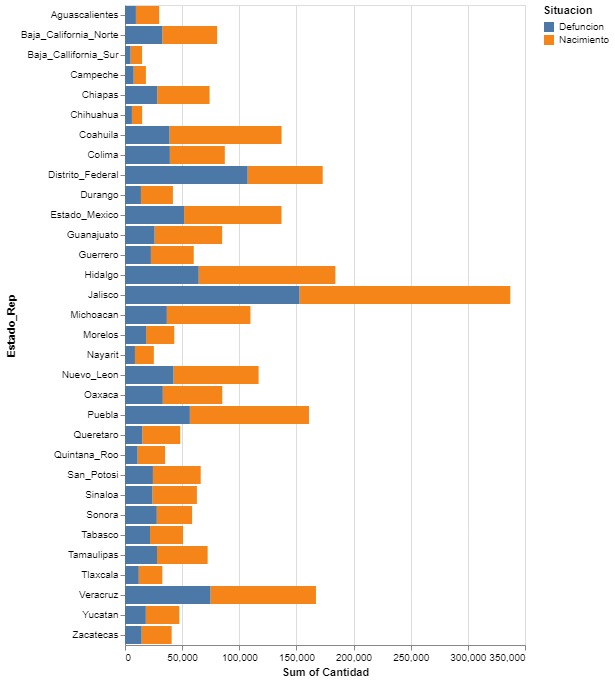 Situacion
Defuncion
Nacimiento
Estado_Rep
Aguascalientes
Baja_California_Norte
Baja_Callifornia_Sur
Campeche
Chiapas
Chihuahua
Coahuila
Colima
Distrito_Federal
Durango
Estado_Mexico
Guanajuato
Guerrero
Hidalgo
Jalisco
Michoacan
Morelos
Nayarit
Nuevo_Leon
Oaxaca
Puebla
Queretaro
Quintana_Roo
San_Potosi
Sinaloa
Sonora
Tabasco
Tamaulipas
Tlaxcala
Veracruz
Yucatan
Zacatecas
0 50,000 100,000 150,000 200,000 250,000 300,000 350,000
Sum of Cantidad